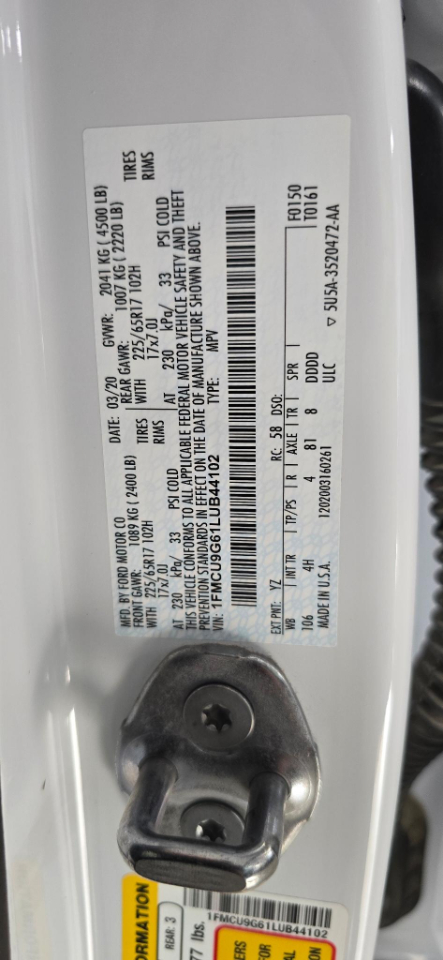 MFD. BY FORD MOTOR CO
DATE: 03/20 GVWR: 2041 KG ( 4500 LB)
FRONT GAWR: 1089 KG ( 2400 LB) REAR GAWR: 1007 KG ( 2220 LB)
WITH 225/65R17 102H TIRES WITH 225/65R17 102H TIRES
17x7.0J RIMS 17x7.0J RIMS
AT 230 kPa/ 33 PSI COLD AT 230 kPa/ 33 PSI COLD
THIS VEHICLE CONFORMS TO ALL APPLICABLE FEDERAL MOTOR VEHICLE SAFETY AND THEFT
PREVENTION STANDARDS IN EFFECT ON THE DATE OF MANUFACTURE SHOWN ABOVE.
VIN: 1FMCU9G61LUB44102 TYPE: MPV
EXT PNT: YZ RC: 58 DSO: F0150
WB INT TR TP/PS R AXLE TR SPR T0161
106 4H 4 81 8 DDDD
MADE IN U.S.A. 1202003160261 ULC
▽ 5U5A-3520472-AA
ORMATION
REAR: 3
77 lbs.
1FMCU9G61LUB44102
ERS
FOR
AL
ION